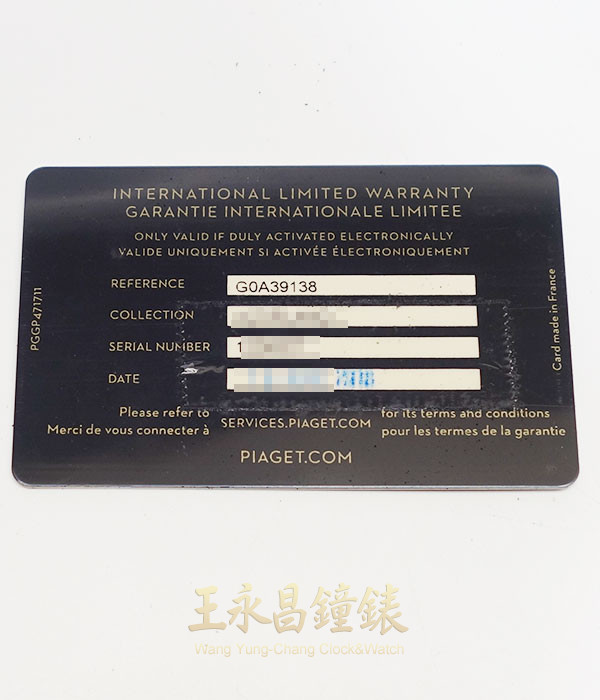 INTERNATIONAL LIMITED WARRANTY
GARANTIE INTERNATIONALE LIMITEE
ONLY VALID IF DULY ACTIVATED ELECTRONICALLY
VALIDE UNIQUEMENT SI ACTIVÉE ÉLECTRONIQUEMENT
REFERENCE G0A39138
COLLECTION
SERIAL NUMBER 1
DATE
Please refer to
Merci de vous connecter à
SERVICES.PIAGET.COM
for its terms and conditions
pour les termes de la garantie
PIAGET.COM
PGGP471711
Card made in France
王永昌鐘錶
Wang Yung-Chang Clock&Watch